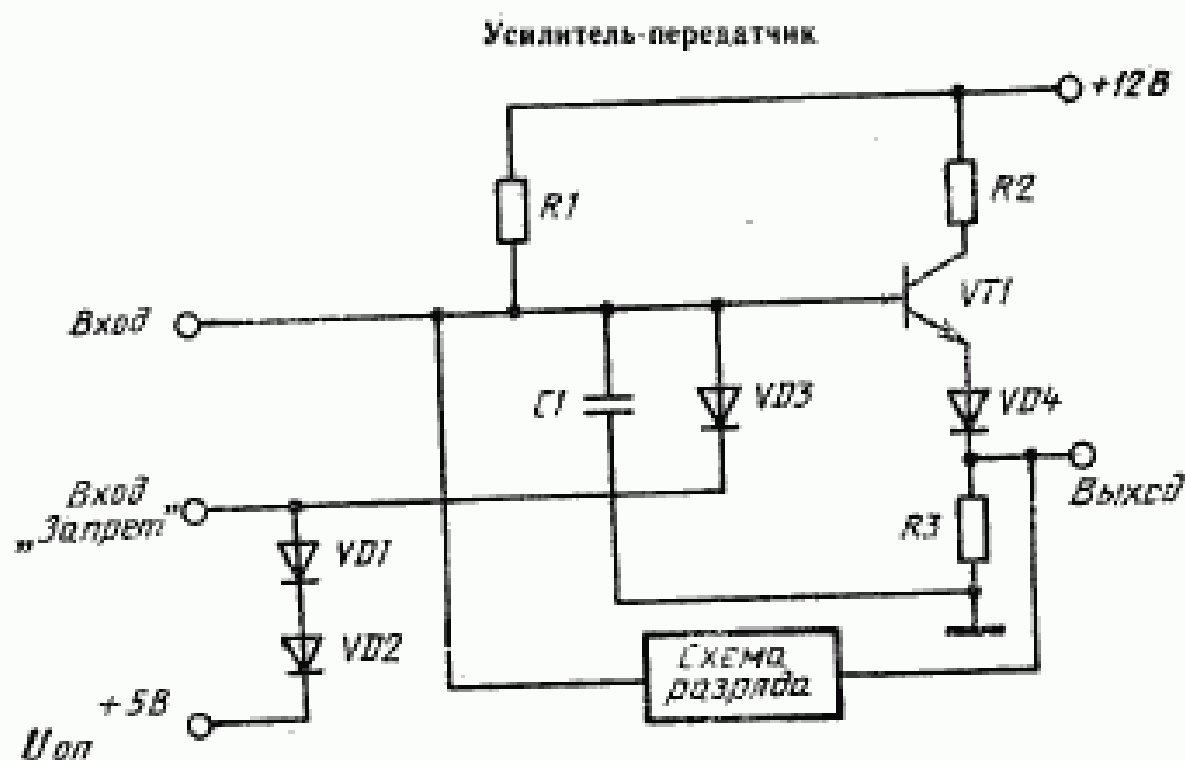 Усилитель-передатчик
+12В
R1
R2
Вход
VT1
C1
VD3
VD4
Вход
„Запрет"
Выход
R3
VD1
VD2
Схема
разряда
+5В
Uоп